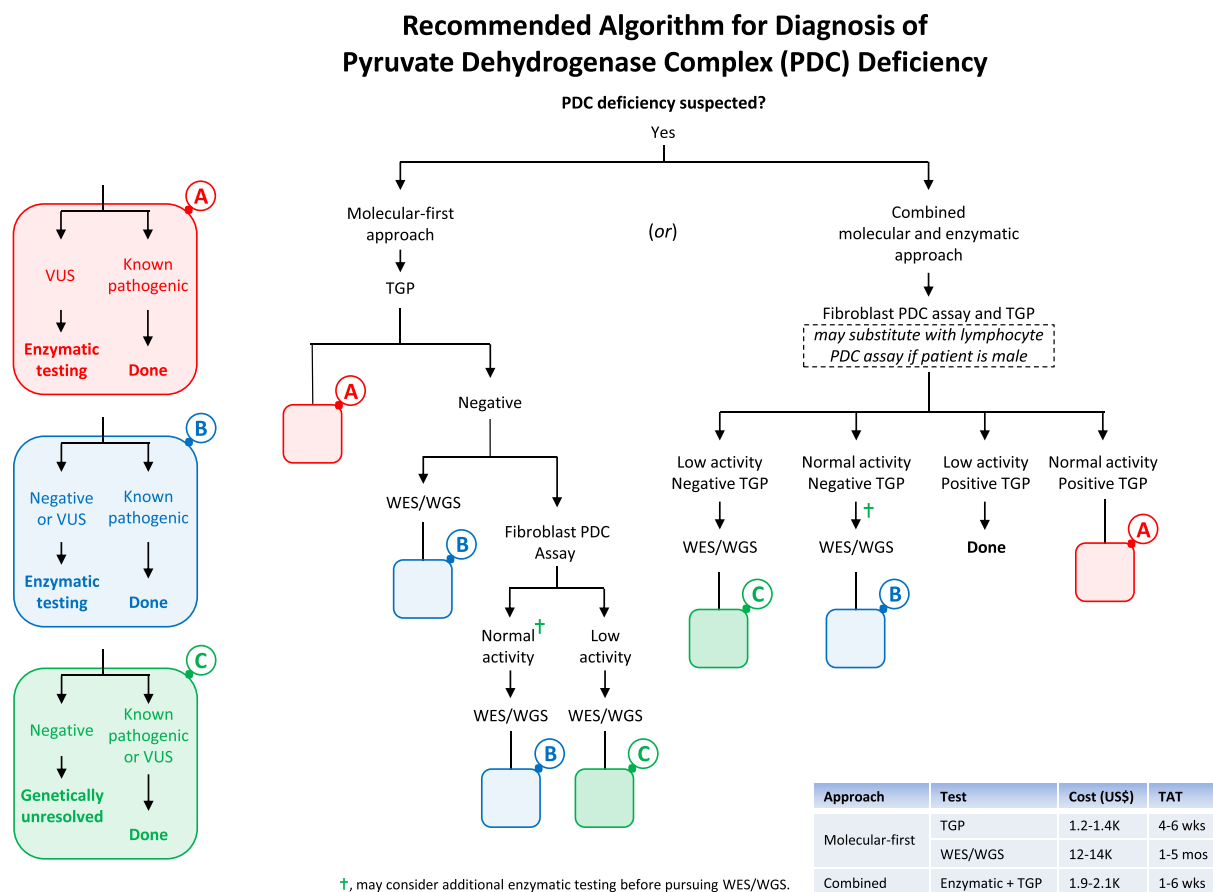 Recommended Algorithm for Diagnosis of
Pyruvate Dehydrogenase Complex (PDC) Deficiency
PDC deficiency suspected?
Yes
A
VUS
Known
pathogenic
Enzymatic
testing
Done
B
Negative
or VUS
Known
pathogenic
Enzymatic
testing
Done
C
Negative
Known
pathogenic
or VUS
Genetically
unresolved
Done
Molecular-first
approach
TGP
A
Negative
WES/WGS
B
Fibroblast PDC
Assay
Normal†
activity
WES/WGS
B
Low
activity
WES/WGS
C
(or)
Combined
molecular and enzymatic
approach
Fibroblast PDC assay and TGP
may substitute with lymphocyte
PDC assay if patient is male
Low activity
Negative TGP
WES/WGS
C
Normal activity
Negative TGP
†
WES/WGS
B
Low activity
Positive TGP
Done
Normal activity
Positive TGP
A
Approach Test Cost (US$) TAT
Molecular-first
TGP 1.2-1.4K 4-6 wks
WES/WGS 12-14K 1-5 mos
Combined Enzymatic + TGP 1.9-2.1K 1-6 wks
†, may consider additional enzymatic testing before pursuing WES/WGS.